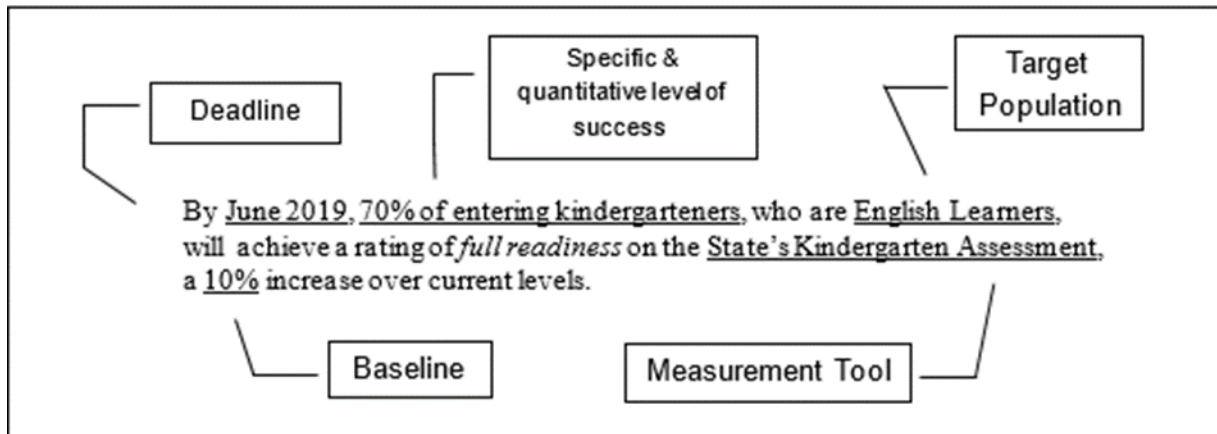 Specific &
quantitative level of
success
Target
Population
Deadline
By June 2019, 70% of entering kindergarteners, who are English Learners,
will achieve a rating of full readiness on the State's Kindergarten Assessment,
a 10% increase over current levels.
Baseline
Measurement Tool